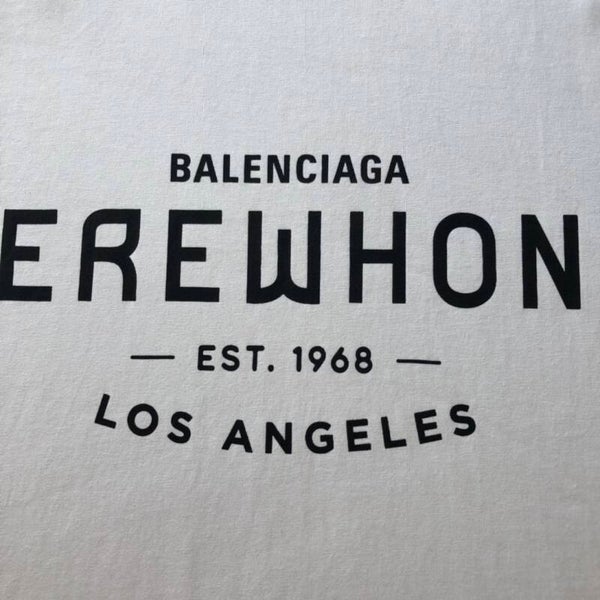 BALENCIAGA
EREWHON
— EST. 1968 —
LOS ANGELES